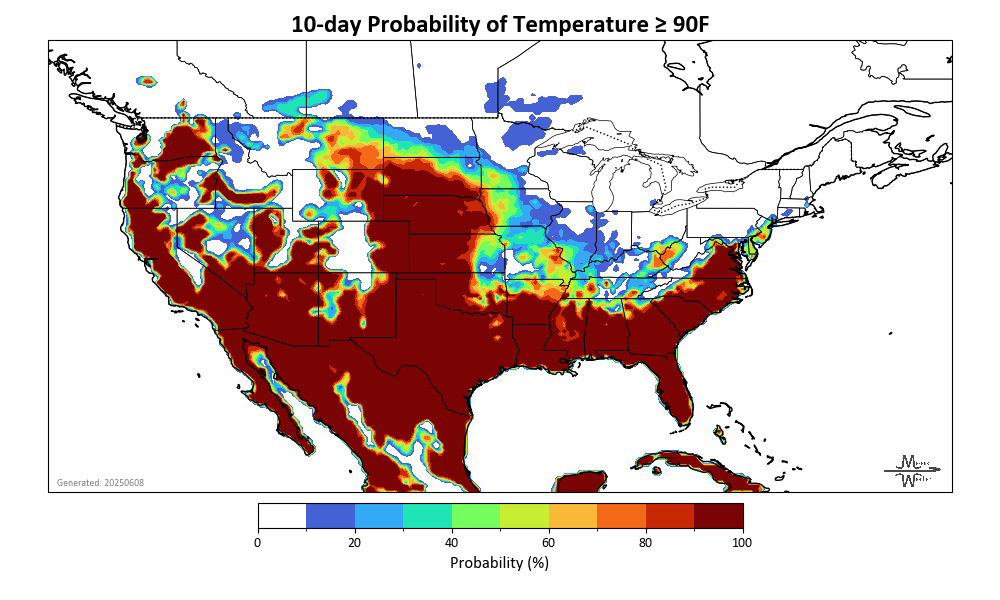 10-day Probability of Temperature ≥ 90F
Generated: 20250608
0 20 40 60 80 100
Probability (%)